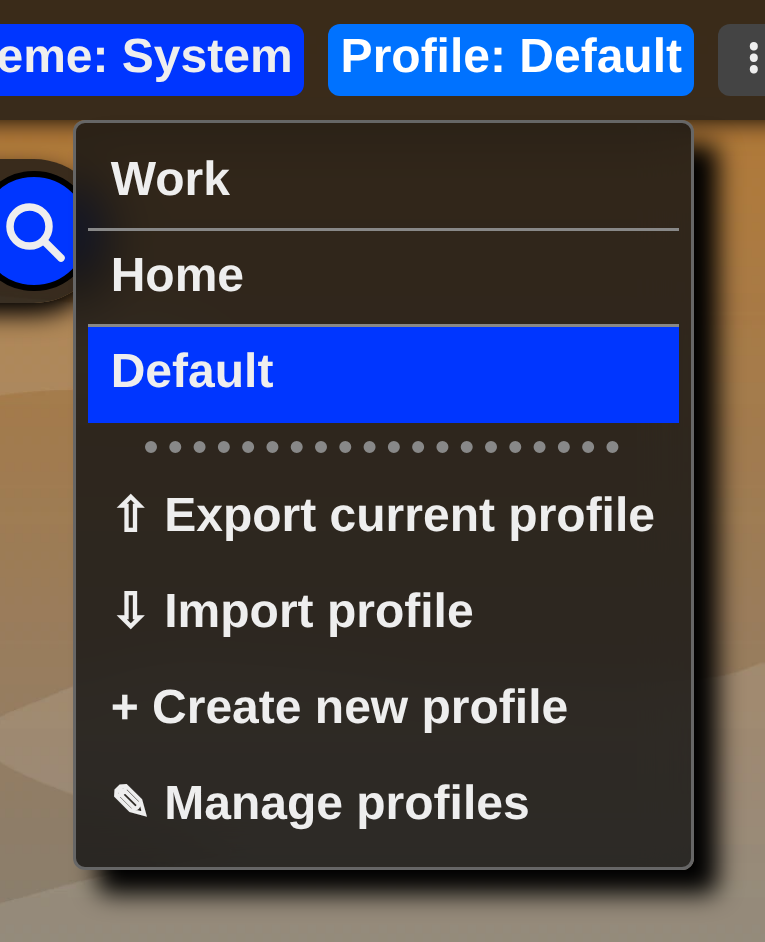 eme: System
Profile: Default
Work
Home
Default
⇧ Export current profile
⇩ Import profile
+ Create new profile
✎ Manage profiles